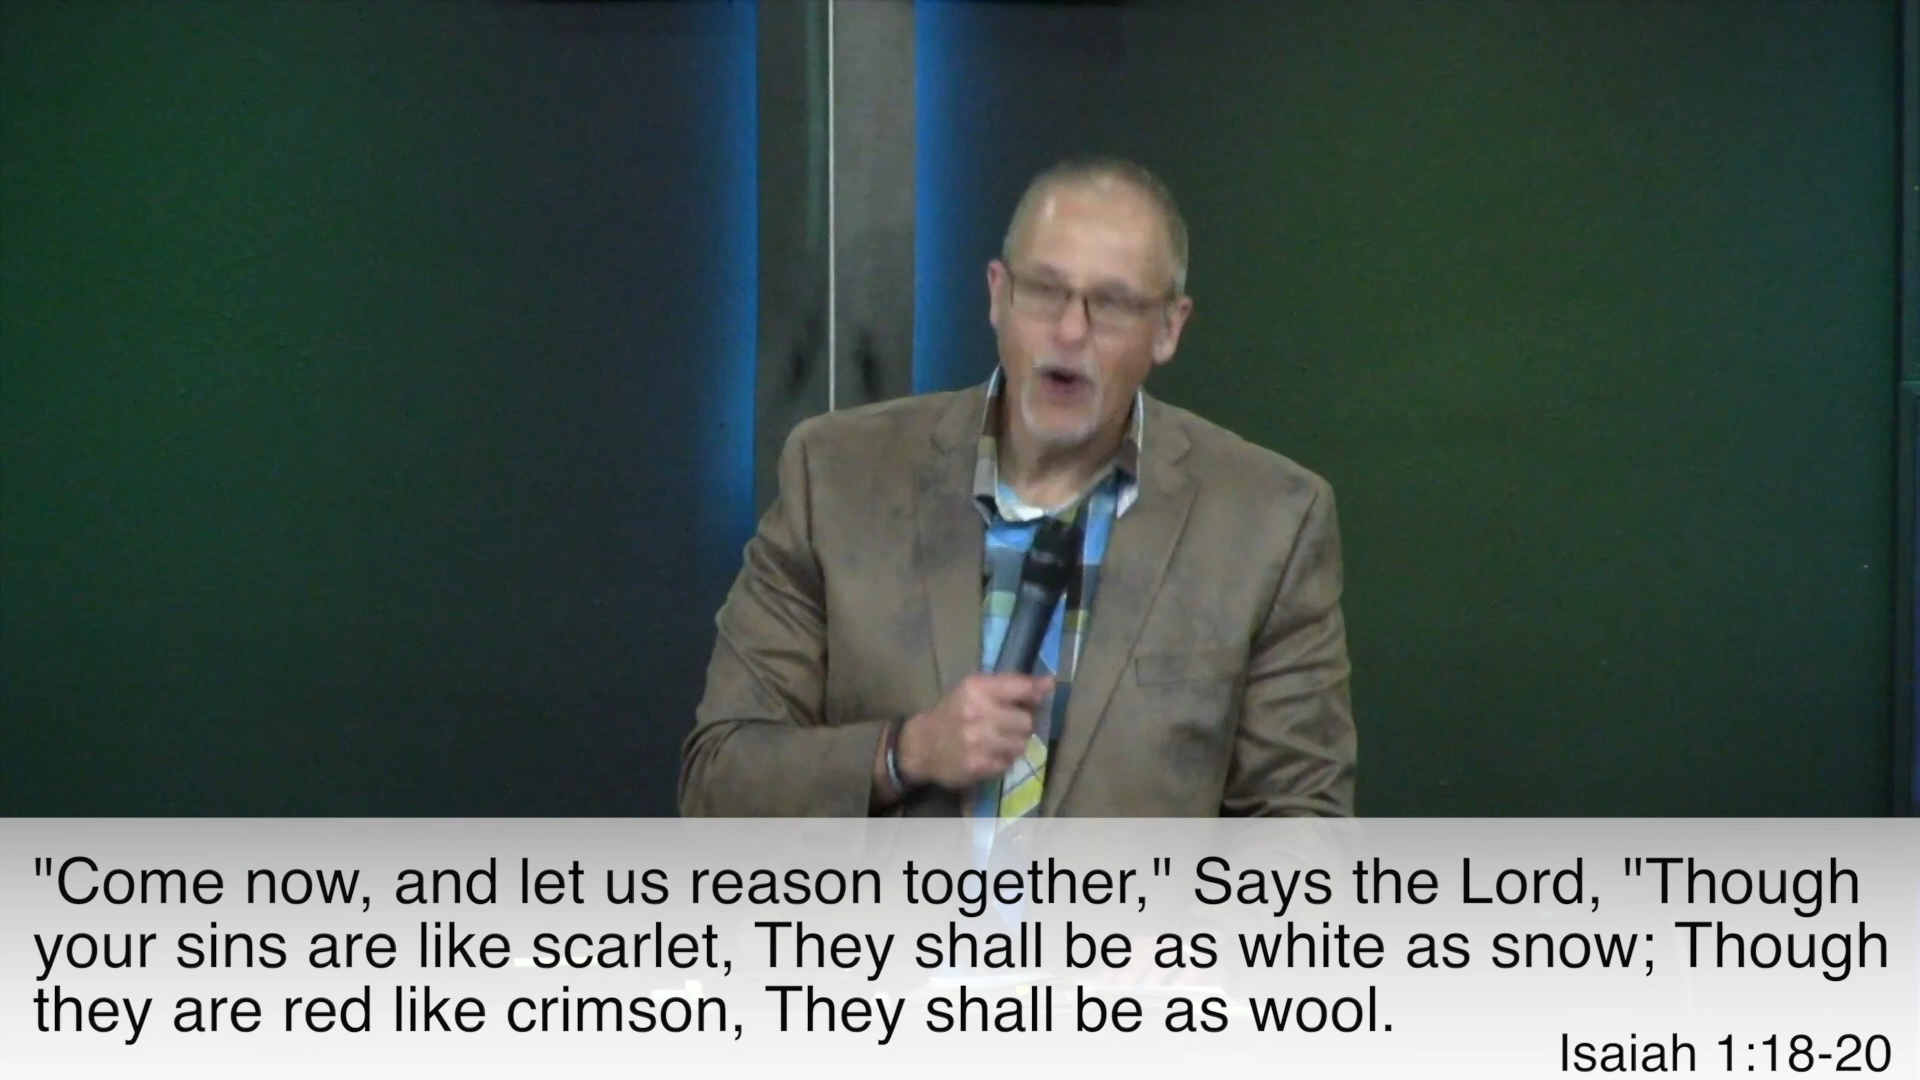 "Come now, and let us reason together," Says the Lord, "Though
your sins are like scarlet, They shall be as white as snow; Though
they are red like crimson, They shall be as wool.
Isaiah 1:18-20